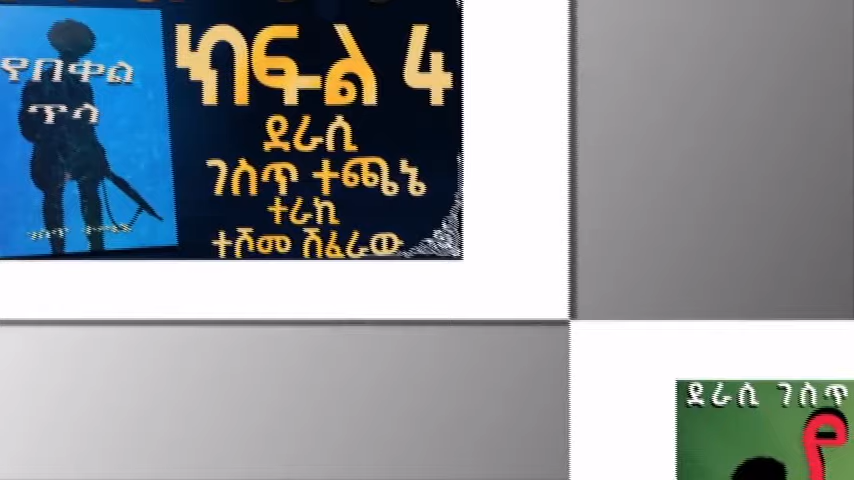 የበቀል
ጥላ
ክፍል 4
ደራሲ
ገስጥ ተጫኔ
ተራኪ
ተሾመ ሽፈራው
ደራሲ ገስጥ